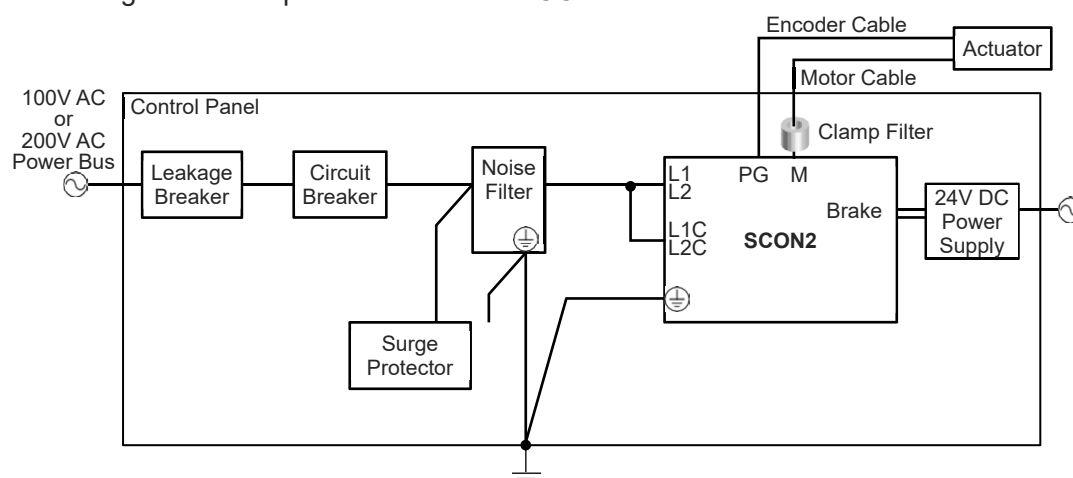 Encoder Cable
Actuator
Motor Cable
100V AC
or
200V AC
Power Bus
Control Panel
Clamp Filter
Leakage
Breaker
Circuit
Breaker
Noise
Filter
L1
L2
PG M
Brake
L1C
L2C
SCON2
24V DC
Power
Supply
Surge
Protector